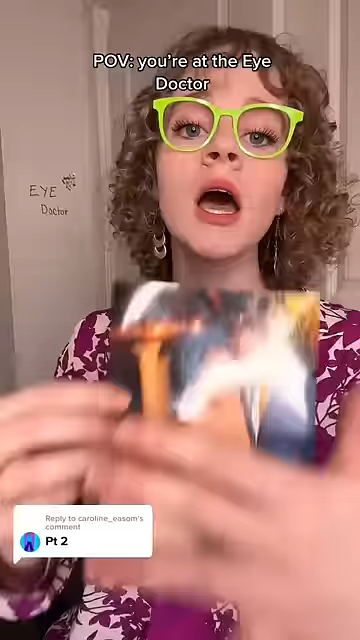 POV: you're at the Eye
Doctor
EYE
Doctor
Reply to caroline_easom's
comment
Pt 2